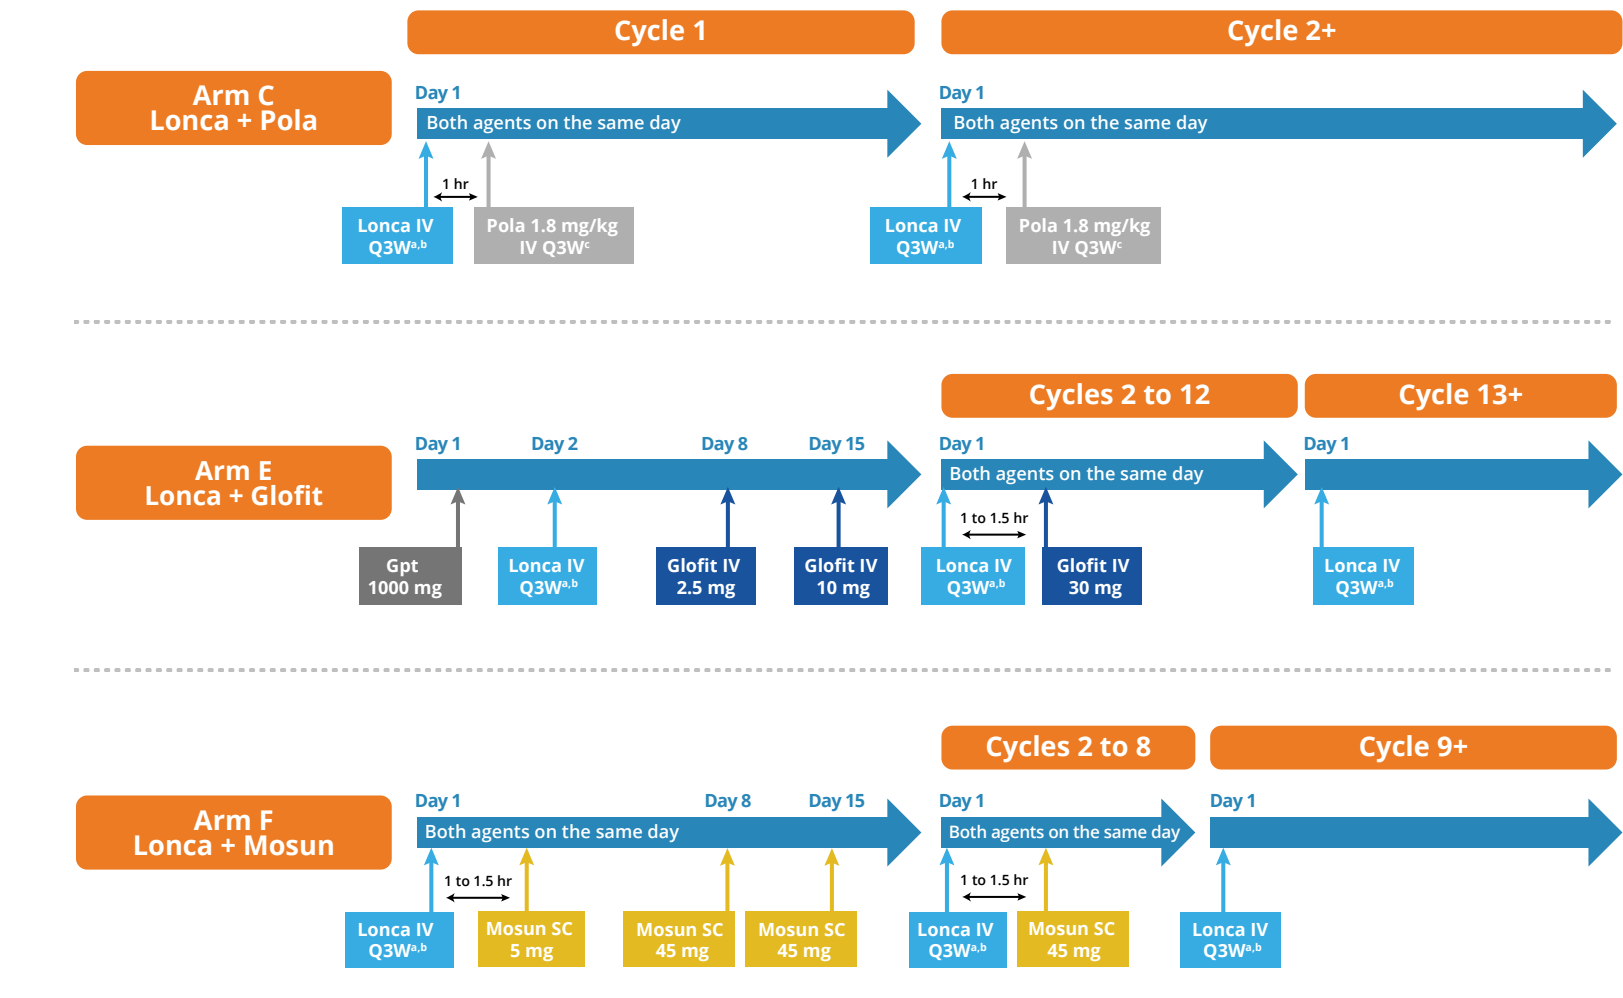 Cycle 1
Cycle 2+
Arm C
Lonca + Pola
Day 1
Both agents on the same day
Day 1
Both agents on the same day
1 hr
1 hr
Lonca IV
Q3Wa,b
Pola 1.8 mg/kg
IV Q3Wc
Lonca IV
Q3Wa,b
Pola 1.8 mg/kg
IV Q3Wc
Cycles 2 to 12
Cycle 13+
Arm E
Lonca + Glofit
Day 1
Day 2
Day 8
Day 15
Day 1
Both agents on the same day
Day 1
1 to 1.5 hr
Gpt
1000 mg
Lonca IV
Q3Wa,b
Glofit IV
2.5 mg
Glofit IV
10 mg
Lonca IV
Q3Wa,b
Glofit IV
30 mg
Lonca IV
Q3Wa,b
Cycles 2 to 8
Cycle 9+
Arm F
Lonca + Mosun
Day 1
Day 8
Day 15
Both agents on the same day
Day 1
Both agents on the same day
Day 1
1 to 1.5 hr
1 to 1.5 hr
Lonca IV
Q3Wa,b
Mosun SC
5 mg
Mosun SC
45 mg
Mosun SC
45 mg
Lonca IV
Q3Wa,b
Mosun SC
45 mg
Lonca IV
Q3Wa,b